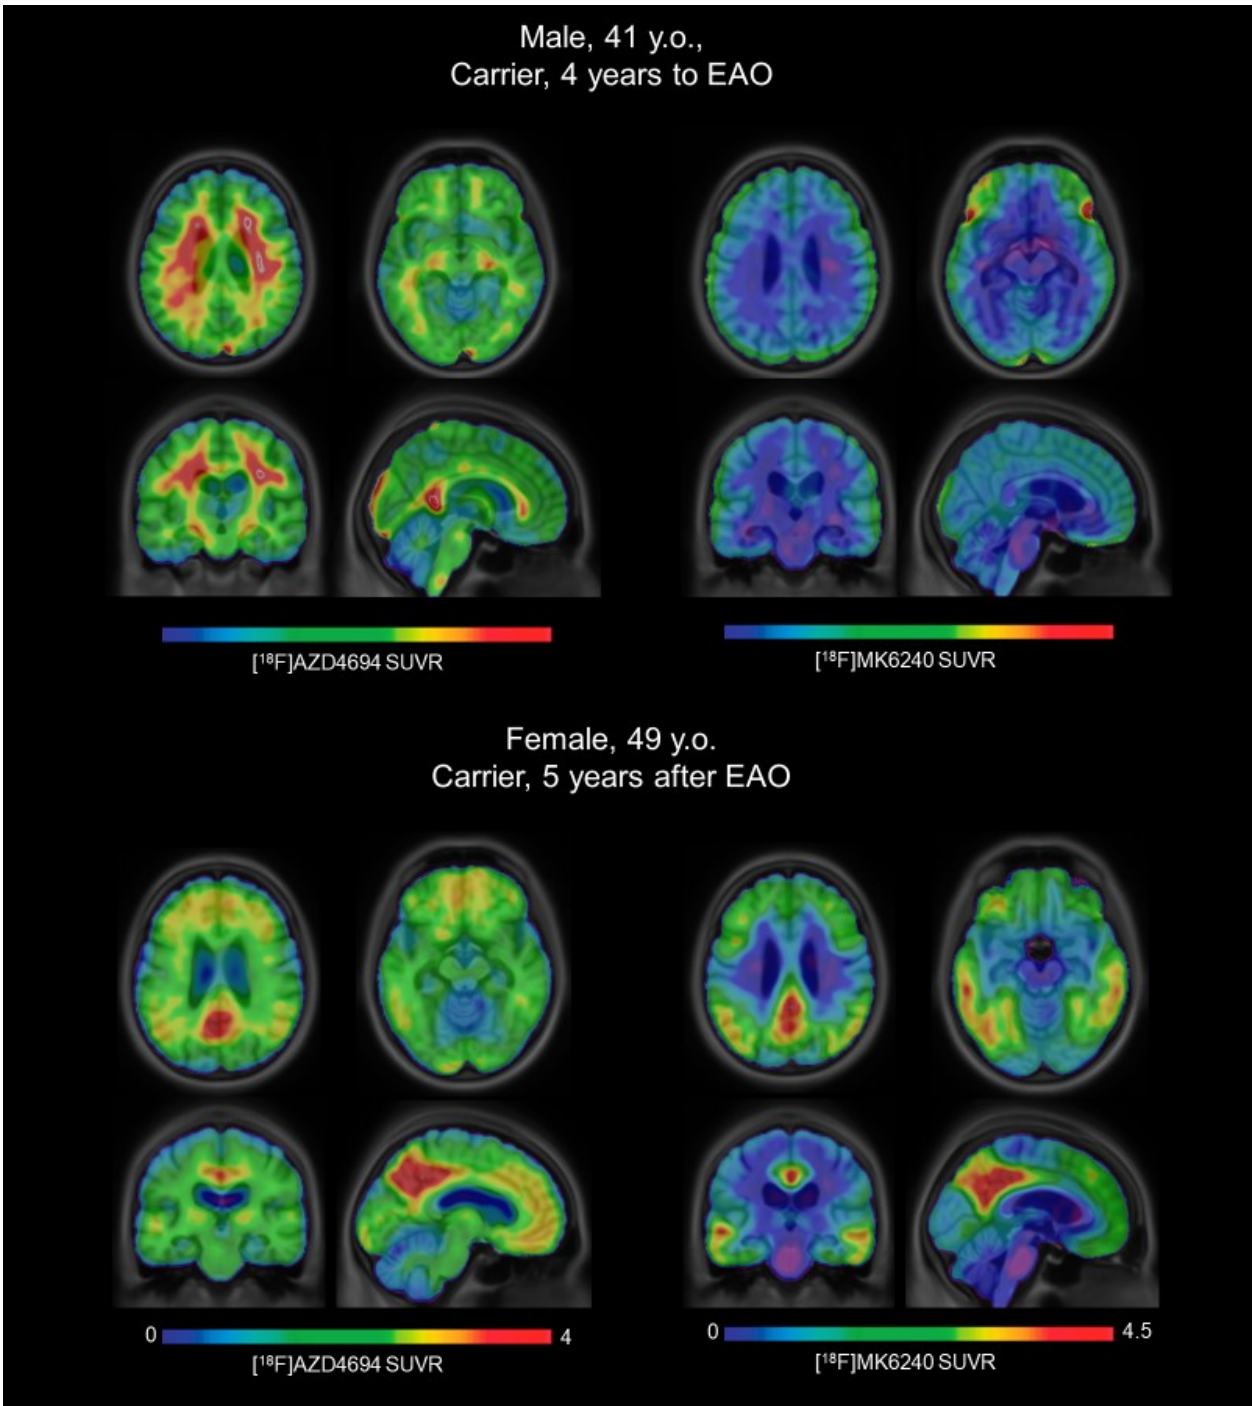 Male, 41 y.o.,
Carrier, 4 years to EAO
[¹⁸F]AZD4694 SUVR
[¹⁸F]MK6240 SUVR
Female, 49 y.o.
Carrier, 5 years after EAO
0 4
[¹⁸F]AZD4694 SUVR
0 4.5
[¹⁸F]MK6240 SUVR